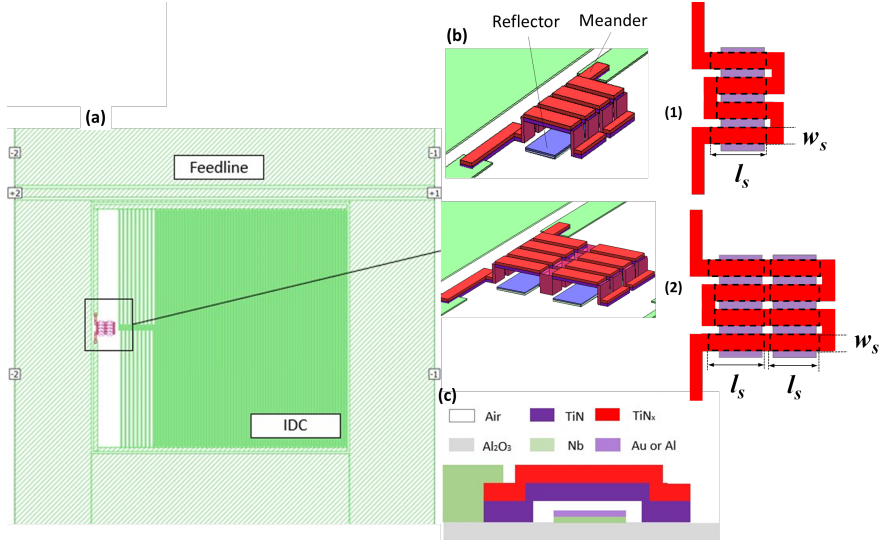 (a)
-2
-1
Feedline
+2
+1
-2
-1
IDC
(b)
Reflector
Meander
(1)
wₛ
lₛ
(2)
wₛ
lₛ
lₛ
(c)
Air
TiN
TiNₓ
Al₂O₃
Nb
Au or Al